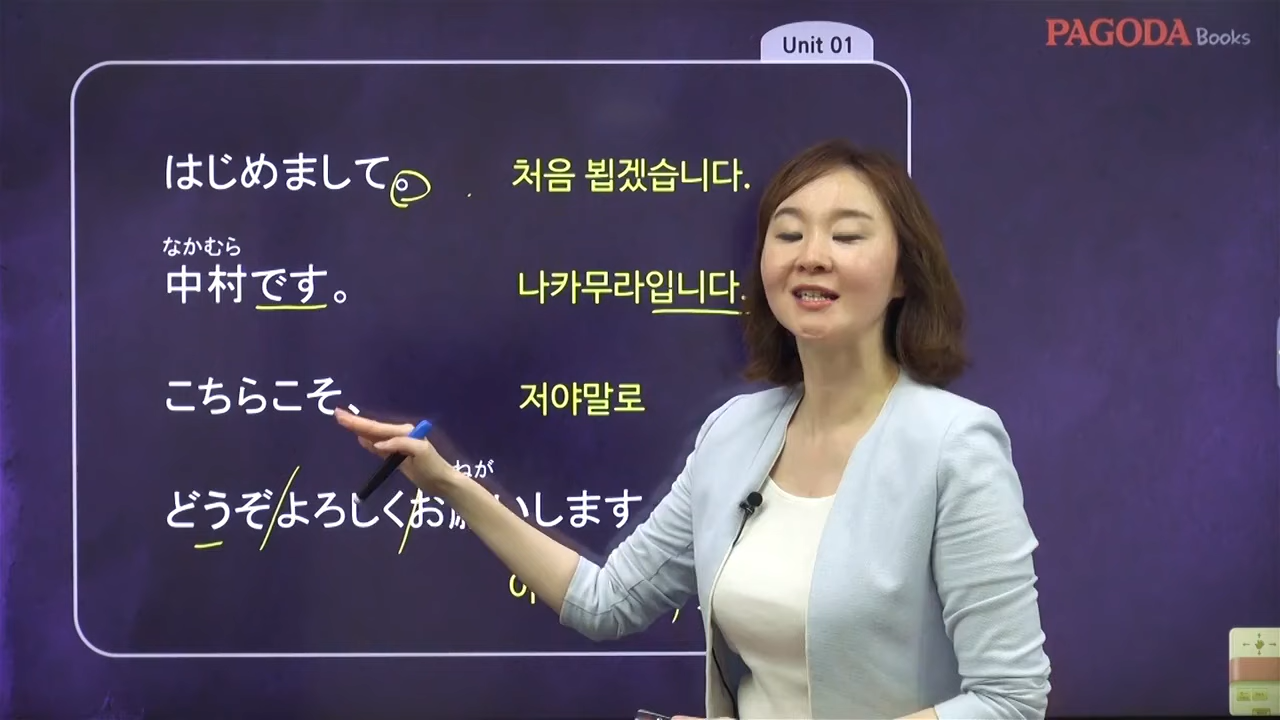 Unit 01
PAGODA Books
はじめまして。 처음 뵙겠습니다.
なかむら
中村です。 나카무라입니다.
こちらこそ、 저야말로
ねが
どうぞよろしくお願いします